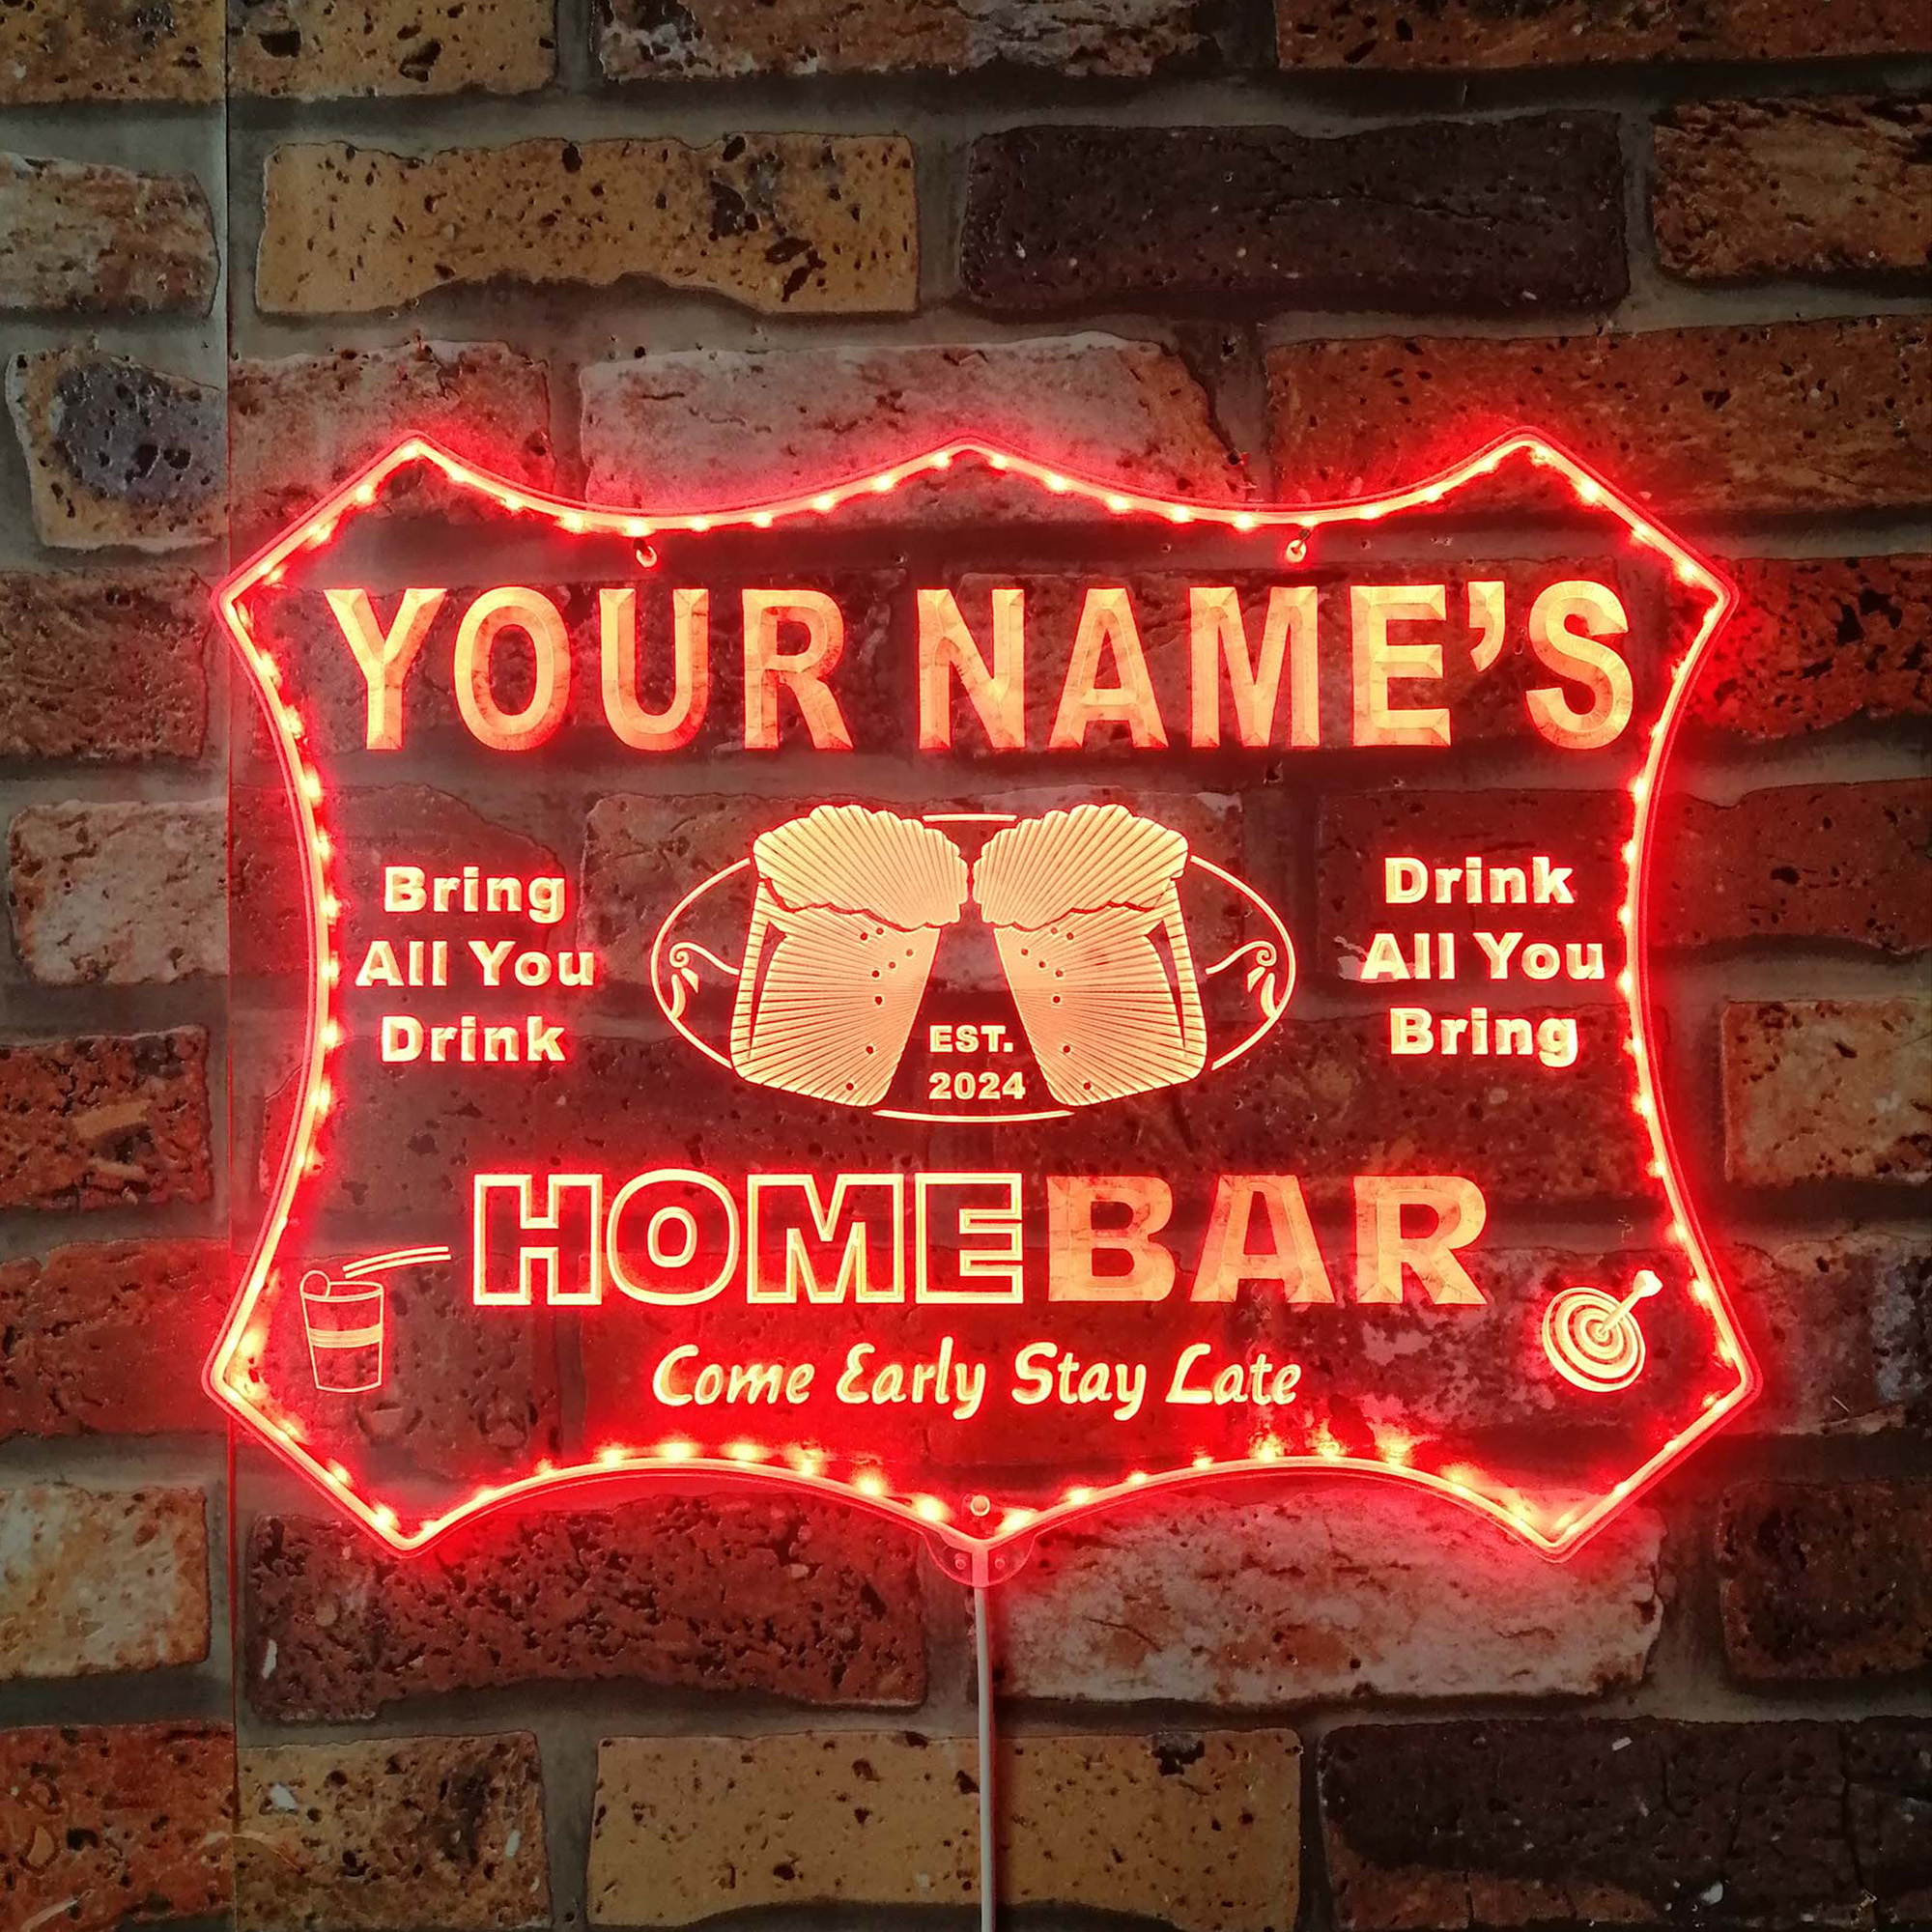 YOUR NAME'S
Bring
All You
Drink
Drink
All You
Bring
EST.
2024
HOME BAR
Come Early Stay Late